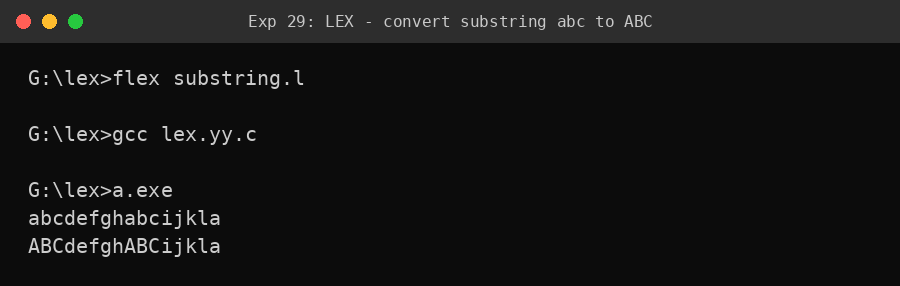 Exp 29: LEX - convert substring abc to ABC
G:\lex>flex substring.l
G:\lex>gcc lex.yy.c
G:\lex>a.exe
abcdefghabcijkla
ABCdefghABCijkla